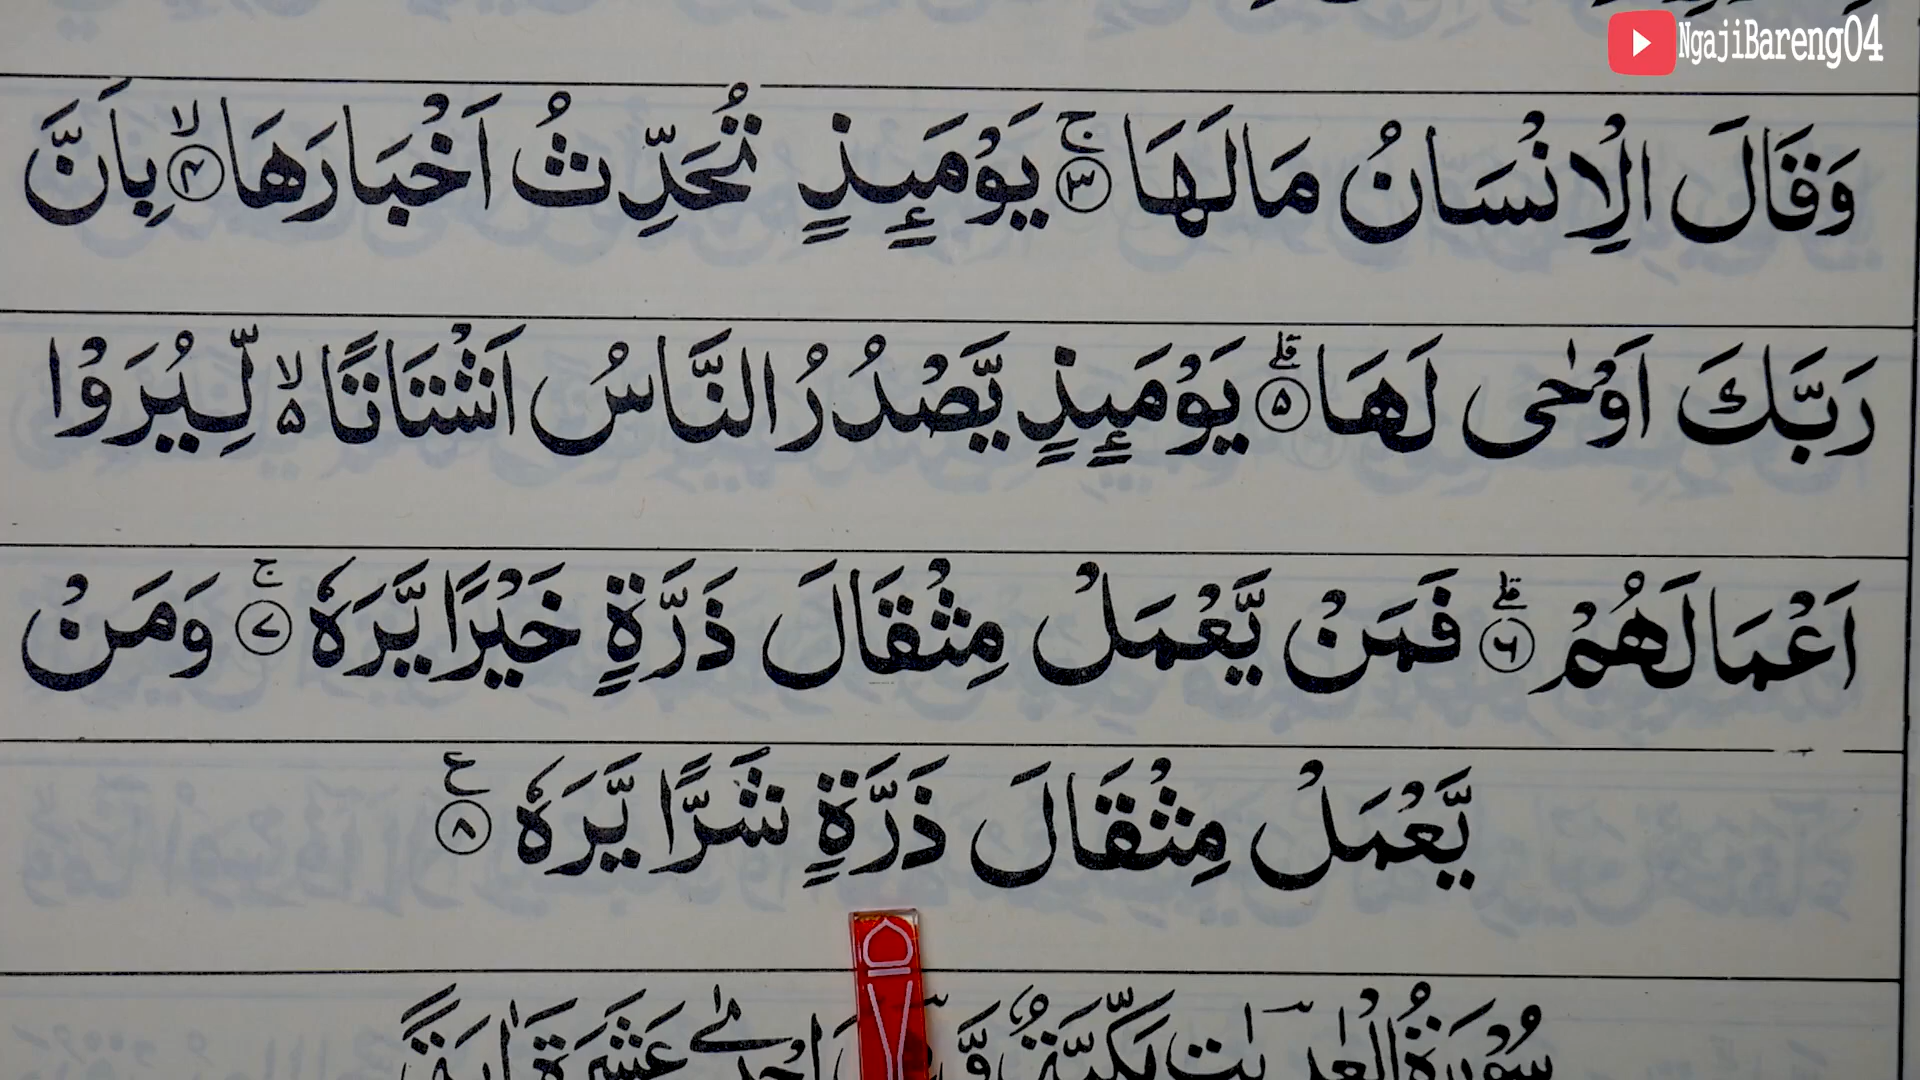 NgajiBareng04
وَقَالَ الْاِنْسَانُ مَا لَهَا ۚ ﴿٣﴾ يَوْمَىِٕذٍ تُحَدِّثُ اَخْبَارَهَا ۙ ﴿٤﴾ بِاَنَّ
رَبَّكَ اَوْحٰى لَهَا ۗ ﴿٥﴾ يَوْمَىِٕذٍ يَّصْدُرُ النَّاسُ اَشْتَاتًا ۙ ٥ لِّيُرَوْا
اَعْمَالَهُمْ ۗ ﴿٦﴾ فَمَنْ يَّعْمَلْ مِثْقَالَ ذَرَّةٍ خَيْرًا يَّرَهٗ ۚ ﴿٧﴾ وَمَنْ
يَّعْمَلْ مِثْقَالَ ذَرَّةٍ شَرًّا يَّرَهٗ ع ﴿٨﴾
سُوْرَةُ الْعٰدِيٰتِ مَكِّيَّةٌ اِحْدٰى عَشْرَةَ اٰيَةً